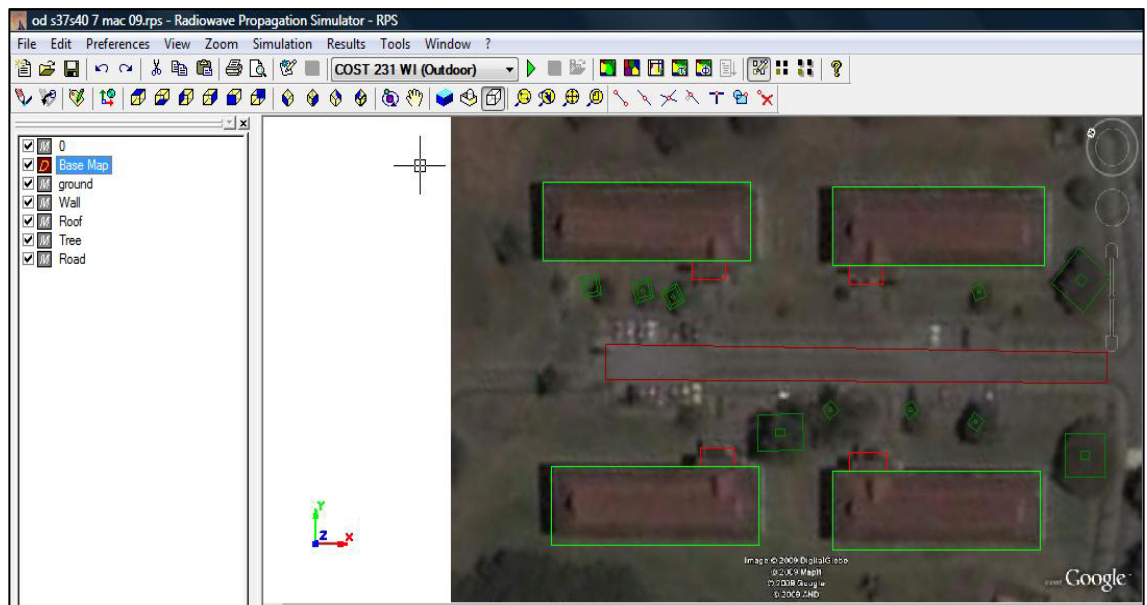 od s37s40 7 mac 09.rps - Radiowave Propagation Simulator - RPS
File Edit Preferences View Zoom Simulation Results Tools Window ?
COST 231 WI (Outdoor)
0
Base Map
ground
Wall
Roof
Tree
Road
Y
Z X
Image © 2009 DigitalGlobe
© 2009 MapIt
© 2009 Google
© 2009 AND
Google